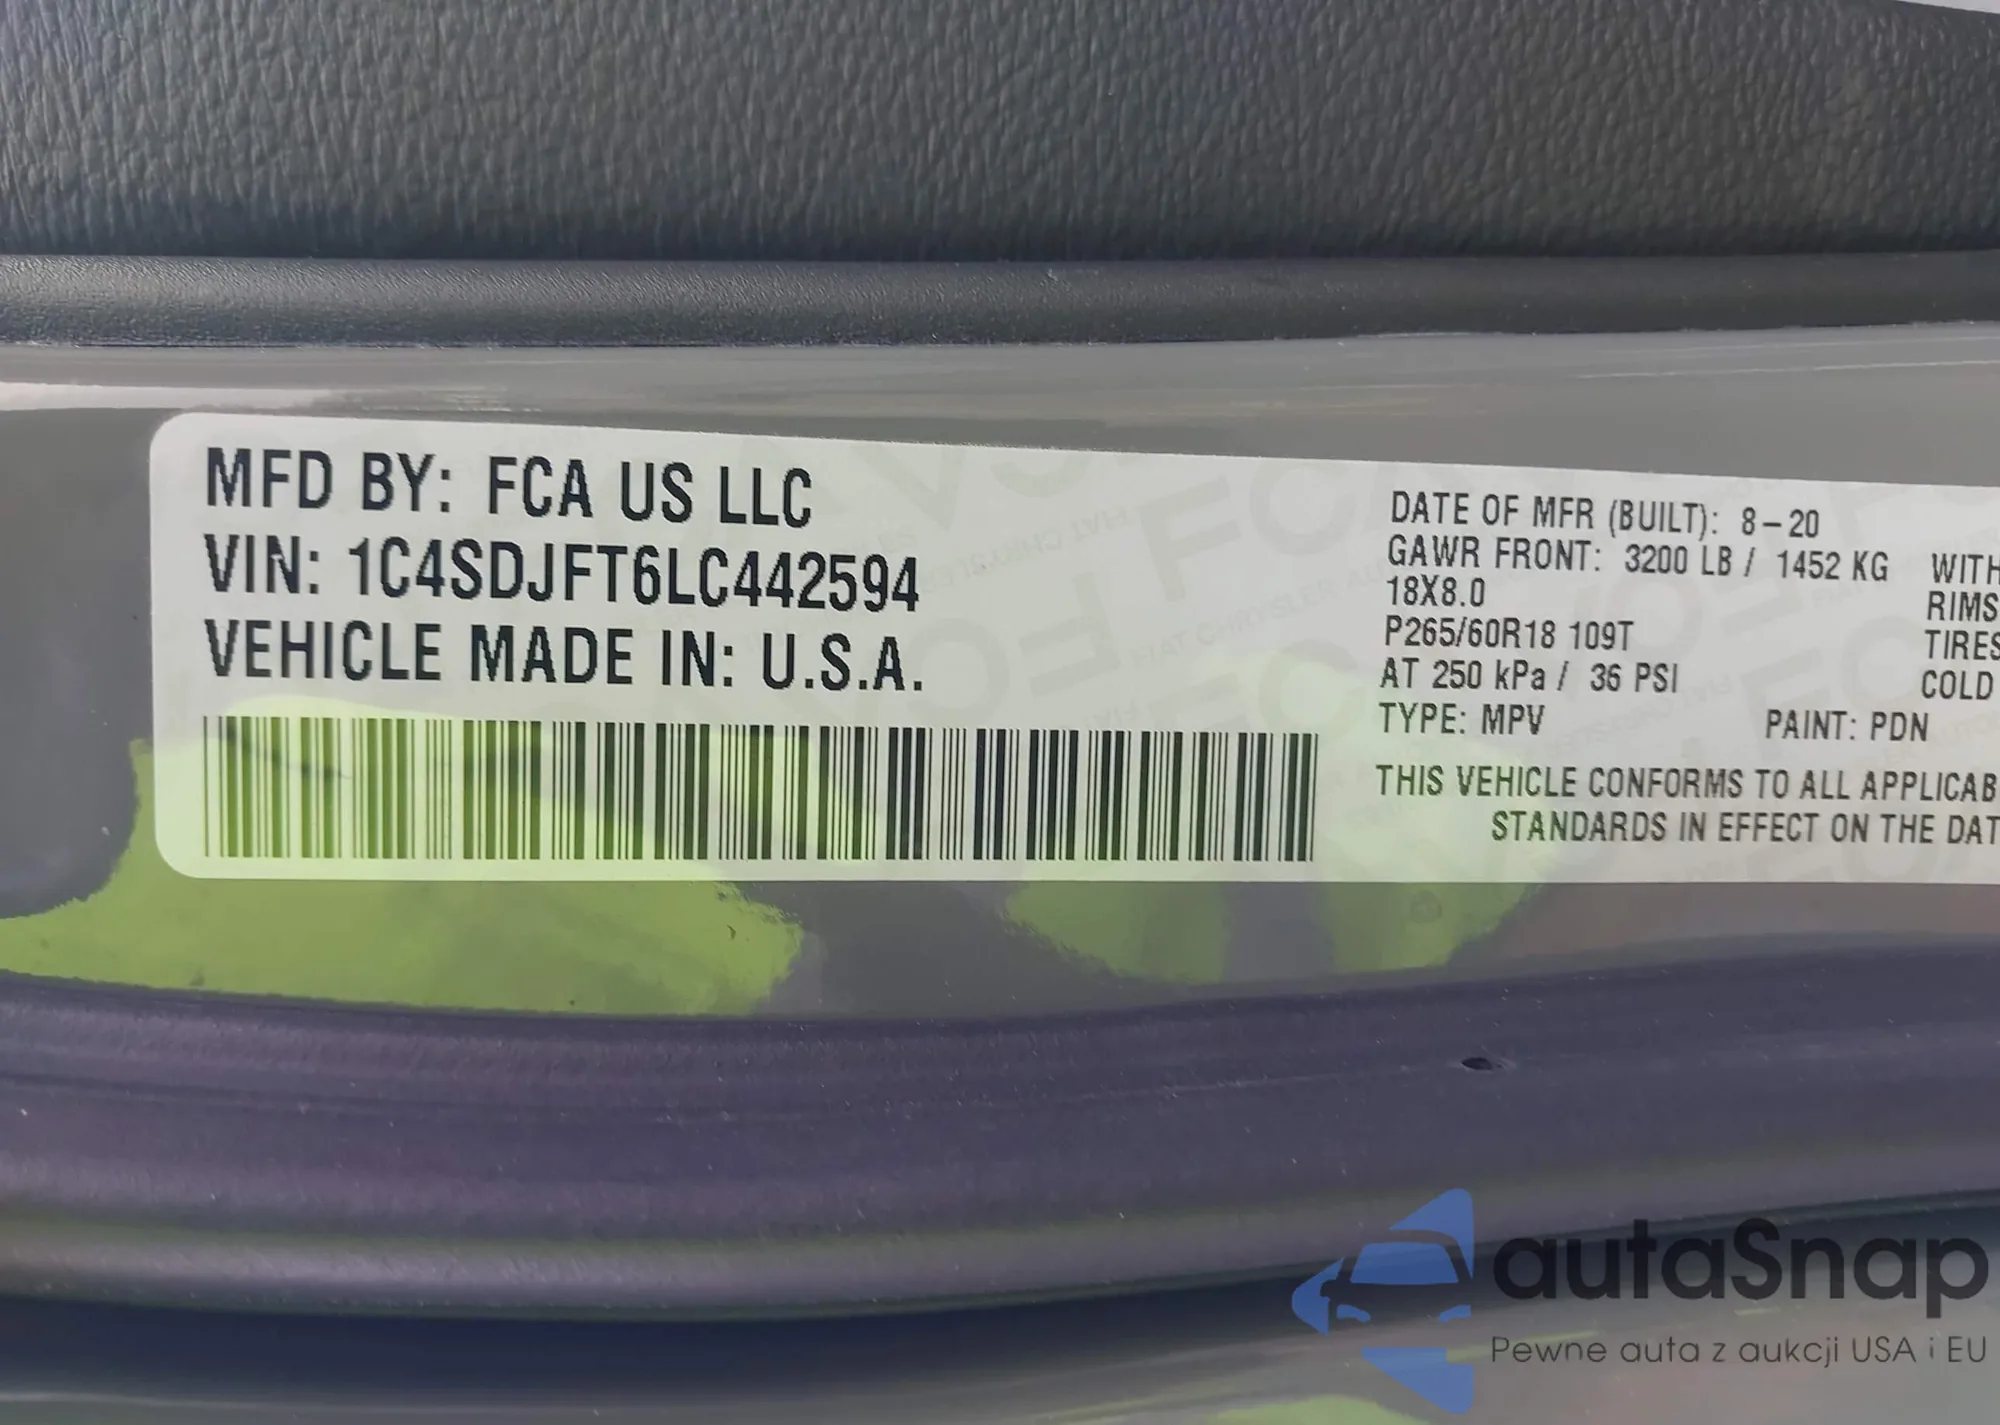 MFD BY: FCA US LLC
VIN: 1C4SDJFT6LC442594
VEHICLE MADE IN: U.S.A.
DATE OF MFR (BUILT): 8-20
GAWR FRONT: 3200 LB / 1452 KG WITH
18X8.0 RIMS
P265/60R18 109T TIRES
AT 250 kPa / 36 PSI COLD
TYPE: MPV PAINT: PDN
THIS VEHICLE CONFORMS TO ALL APPLICAB
STANDARDS IN EFFECT ON THE DAT
autaSnap
Pewne auta z aukcji USA i EU